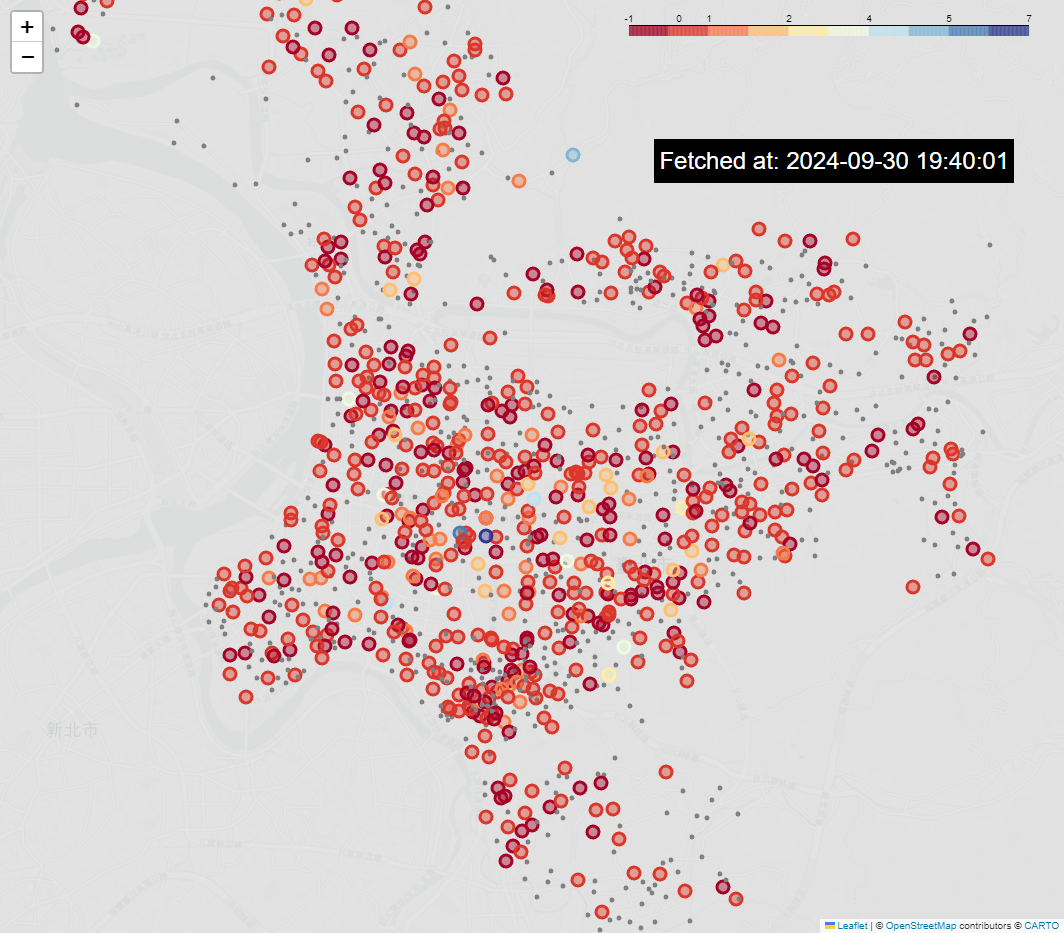 +
−
-1 0 1 2 4 5 7
Fetched at: 2024-09-30 19:40:01
新北市
Leaflet | © OpenStreetMap contributors © CARTO